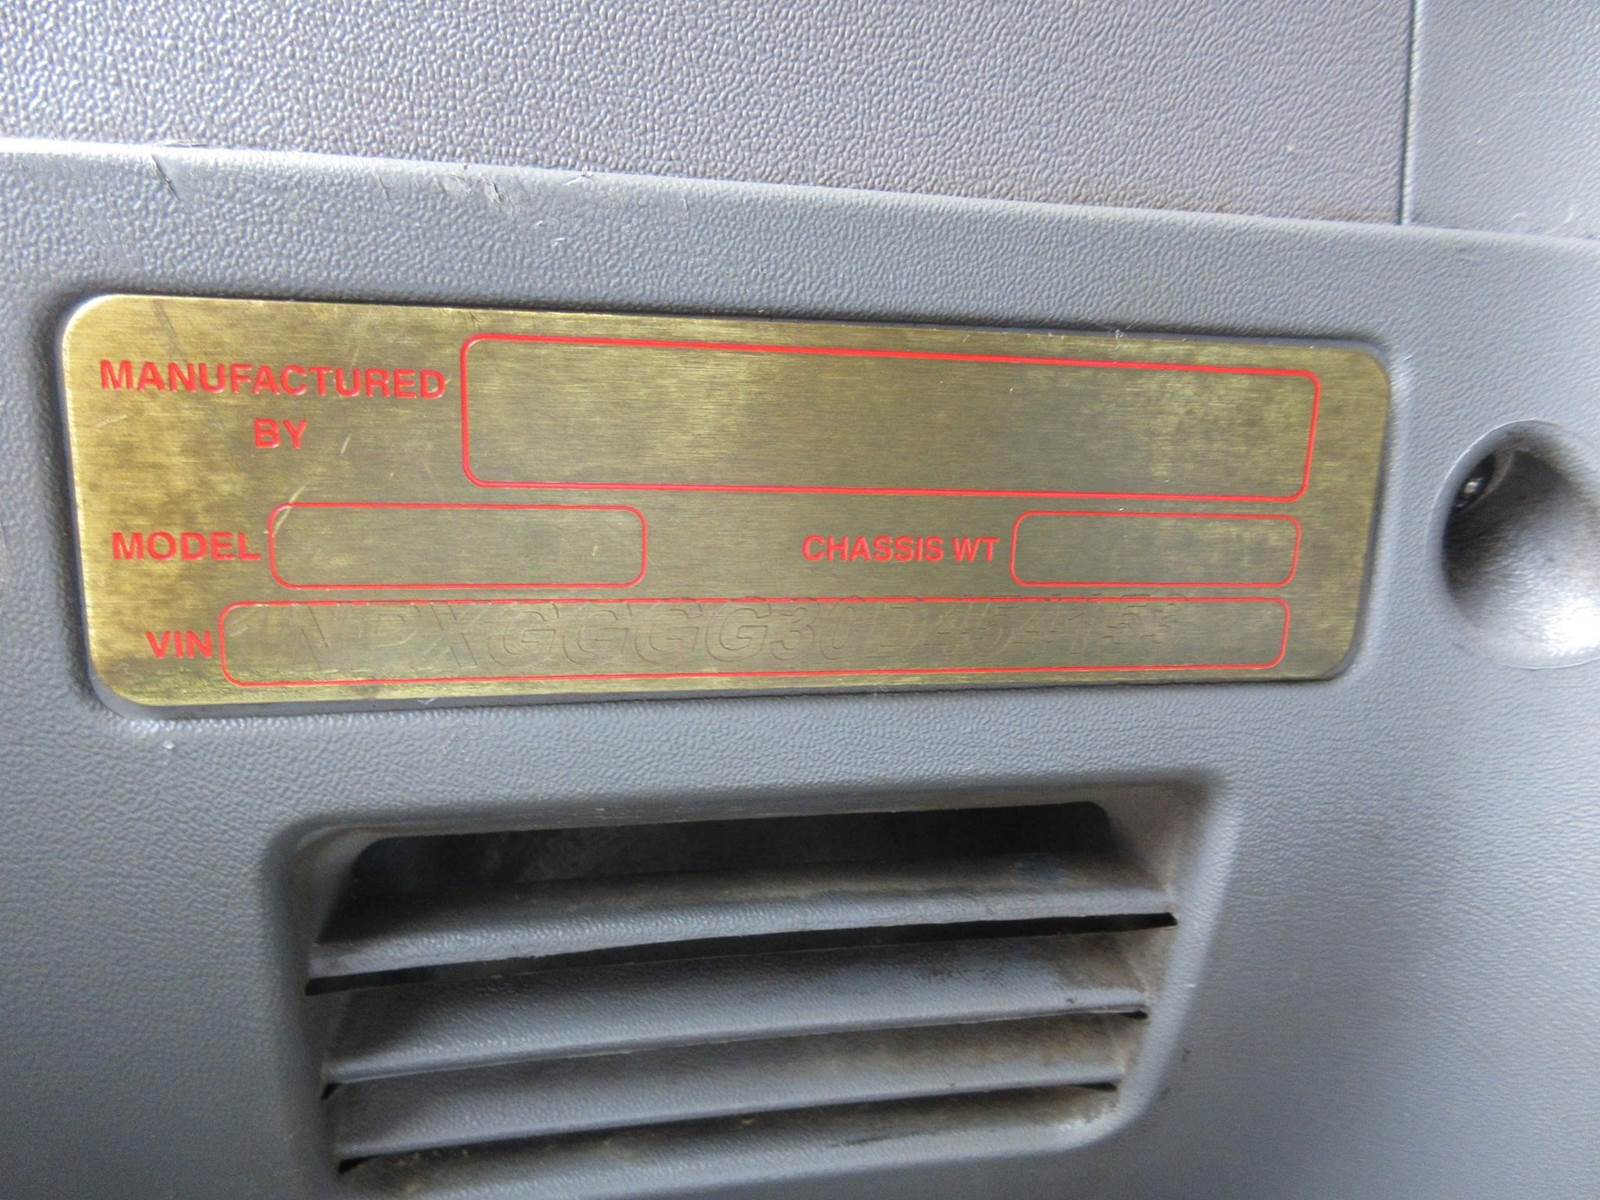 MANUFACTURED
BY
MODEL
CHASSIS WT
VIN